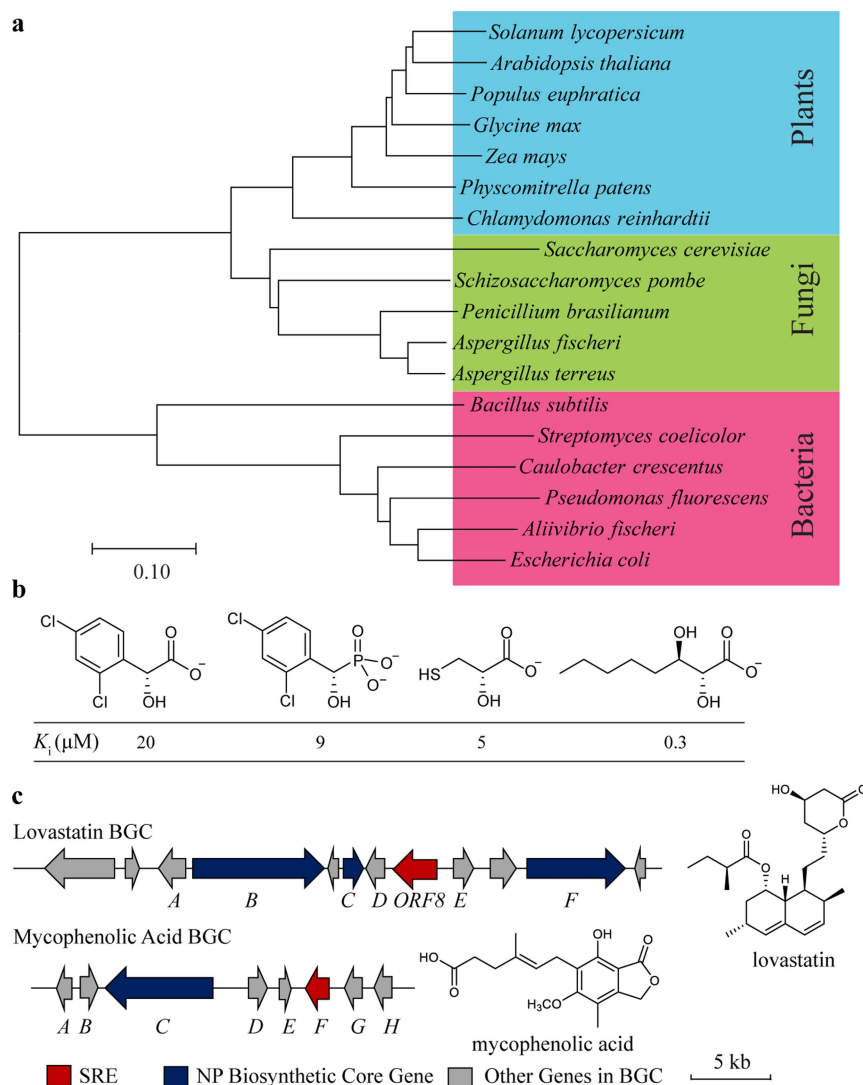 a
Solanum lycopersicum
Arabidopsis thaliana
Populus euphratica
Glycine max
Zea mays
Physcomitrella patens
Chlamydomonas reinhardtii
Plants
Saccharomyces cerevisiae
Schizosaccharomyces pombe
Penicillium brasilianum
Aspergillus fischeri
Aspergillus terreus
Fungi
Bacillus subtilis
Streptomyces coelicolor
Caulobacter crescentus
Pseudomonas fluorescens
Aliivibrio fischeri
Escherichia coli
Bacteria
0.10
b
Cl Cl O O⁻ OH
Cl Cl O P O⁻ O⁻ OH
HS O O⁻ OH
OH O O⁻ OH
Ki (µM) 20 9 5 0.3
c
Lovastatin BGC
A B C D ORF8 E F
HO O O O O H
lovastatin
Mycophenolic Acid BGC
A B C D E F G H
HO O OH O O H₃CO
mycophenolic acid
SRE NP Biosynthetic Core Gene Other Genes in BGC 5 kb